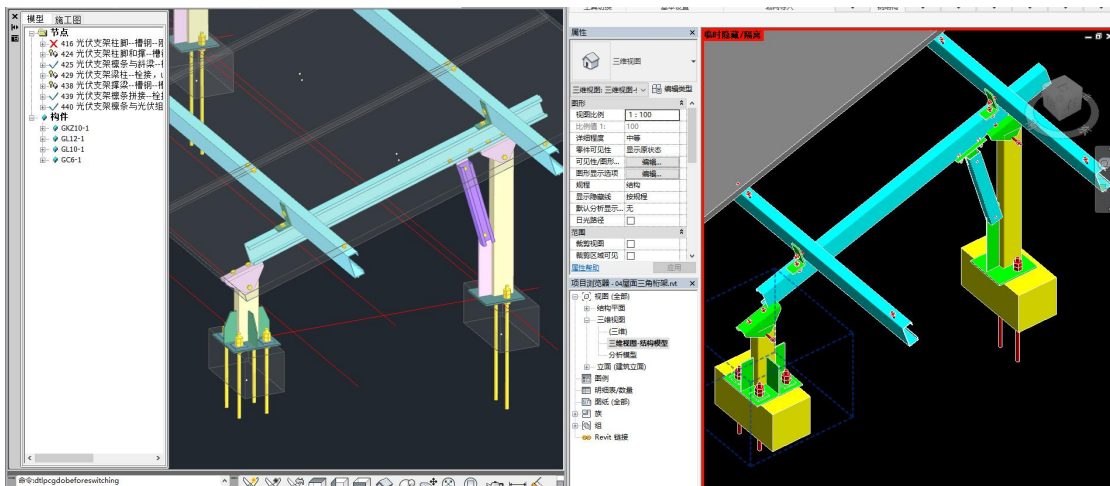 模型 施工图
节点
416 光伏支架柱脚--槽钢--刚
424 光伏支架柱脚和撑--槽钢
425 光伏支架檩条与斜梁--
429 光伏支架梁柱--栓接，
438 光伏支架撑梁--槽钢--槽
439 光伏支架檩条拼接--栓
440 光伏支架檩条与光伏组
构件
GKZ10-1
GL12-1
GL10-1
GC6-1
命令:dtlpcgdobeforeswitching
属性
三维视图
三维视图: 三维视图-
编辑类型
图形
视图比例 1 : 100
比例值 1: 100
详细程度 中等
零件可见性 显示原状态
可见性/图形... 编辑...
图形显示选项 编辑...
规程 结构
显示隐藏线 按规程
默认分析显示... 无
日光路径
范围
裁剪视图
裁剪区域可见
属性帮助 应用
项目浏览器 - 04屋面三角桁架.rvt
视图 (全部)
结构平面
三维视图
(三维)
三维视图-结构模型
分析模型
立面 (建筑立面)
图例
明细表/数量
图纸 (全部)
族
组
Revit 链接
临时隐藏/隔离